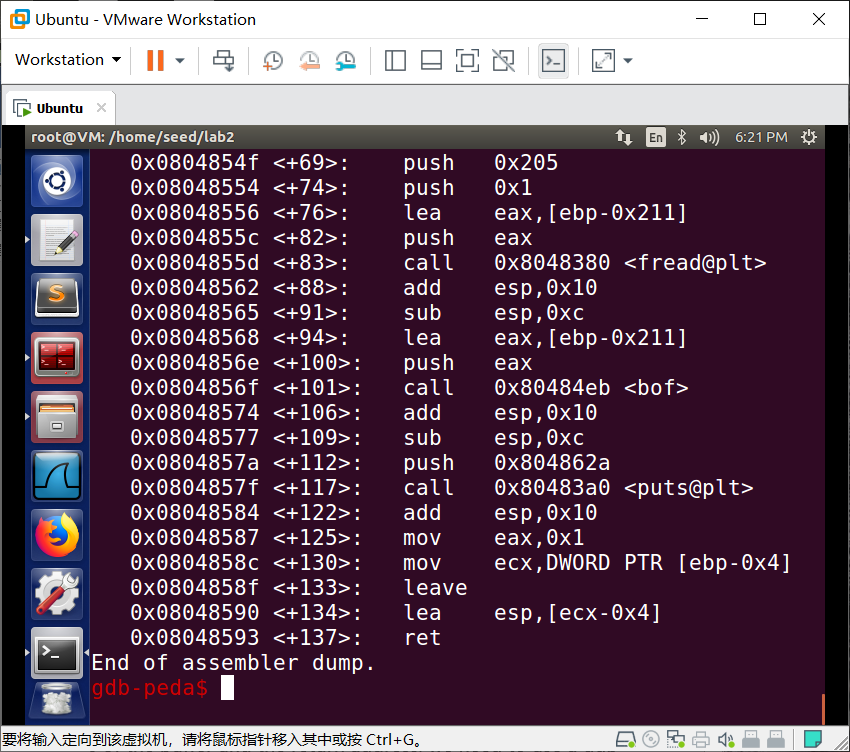 Ubuntu - VMware Workstation
Workstation
Ubuntu
root@VM: /home/seed/lab2 En 6:21 PM
0x0804854f <+69>: push 0x205
0x08048554 <+74>: push 0x1
0x08048556 <+76>: lea eax,[ebp-0x211]
0x0804855c <+82>: push eax
0x0804855d <+83>: call 0x8048380 <fread@plt>
0x08048562 <+88>: add esp,0x10
0x08048565 <+91>: sub esp,0xc
0x08048568 <+94>: lea eax,[ebp-0x211]
0x0804856e <+100>: push eax
0x0804856f <+101>: call 0x80484eb <bof>
0x08048574 <+106>: add esp,0x10
0x08048577 <+109>: sub esp,0xc
0x0804857a <+112>: push 0x804862a
0x0804857f <+117>: call 0x80483a0 <puts@plt>
0x08048584 <+122>: add esp,0x10
0x08048587 <+125>: mov eax,0x1
0x0804858c <+130>: mov ecx,DWORD PTR [ebp-0x4]
0x0804858f <+133>: leave
0x08048590 <+134>: lea esp,[ecx-0x4]
0x08048593 <+137>: ret
End of assembler dump.
gdb-peda$
要将输入定向到该虚拟机，请将鼠标指针移入其中或按 Ctrl+G。